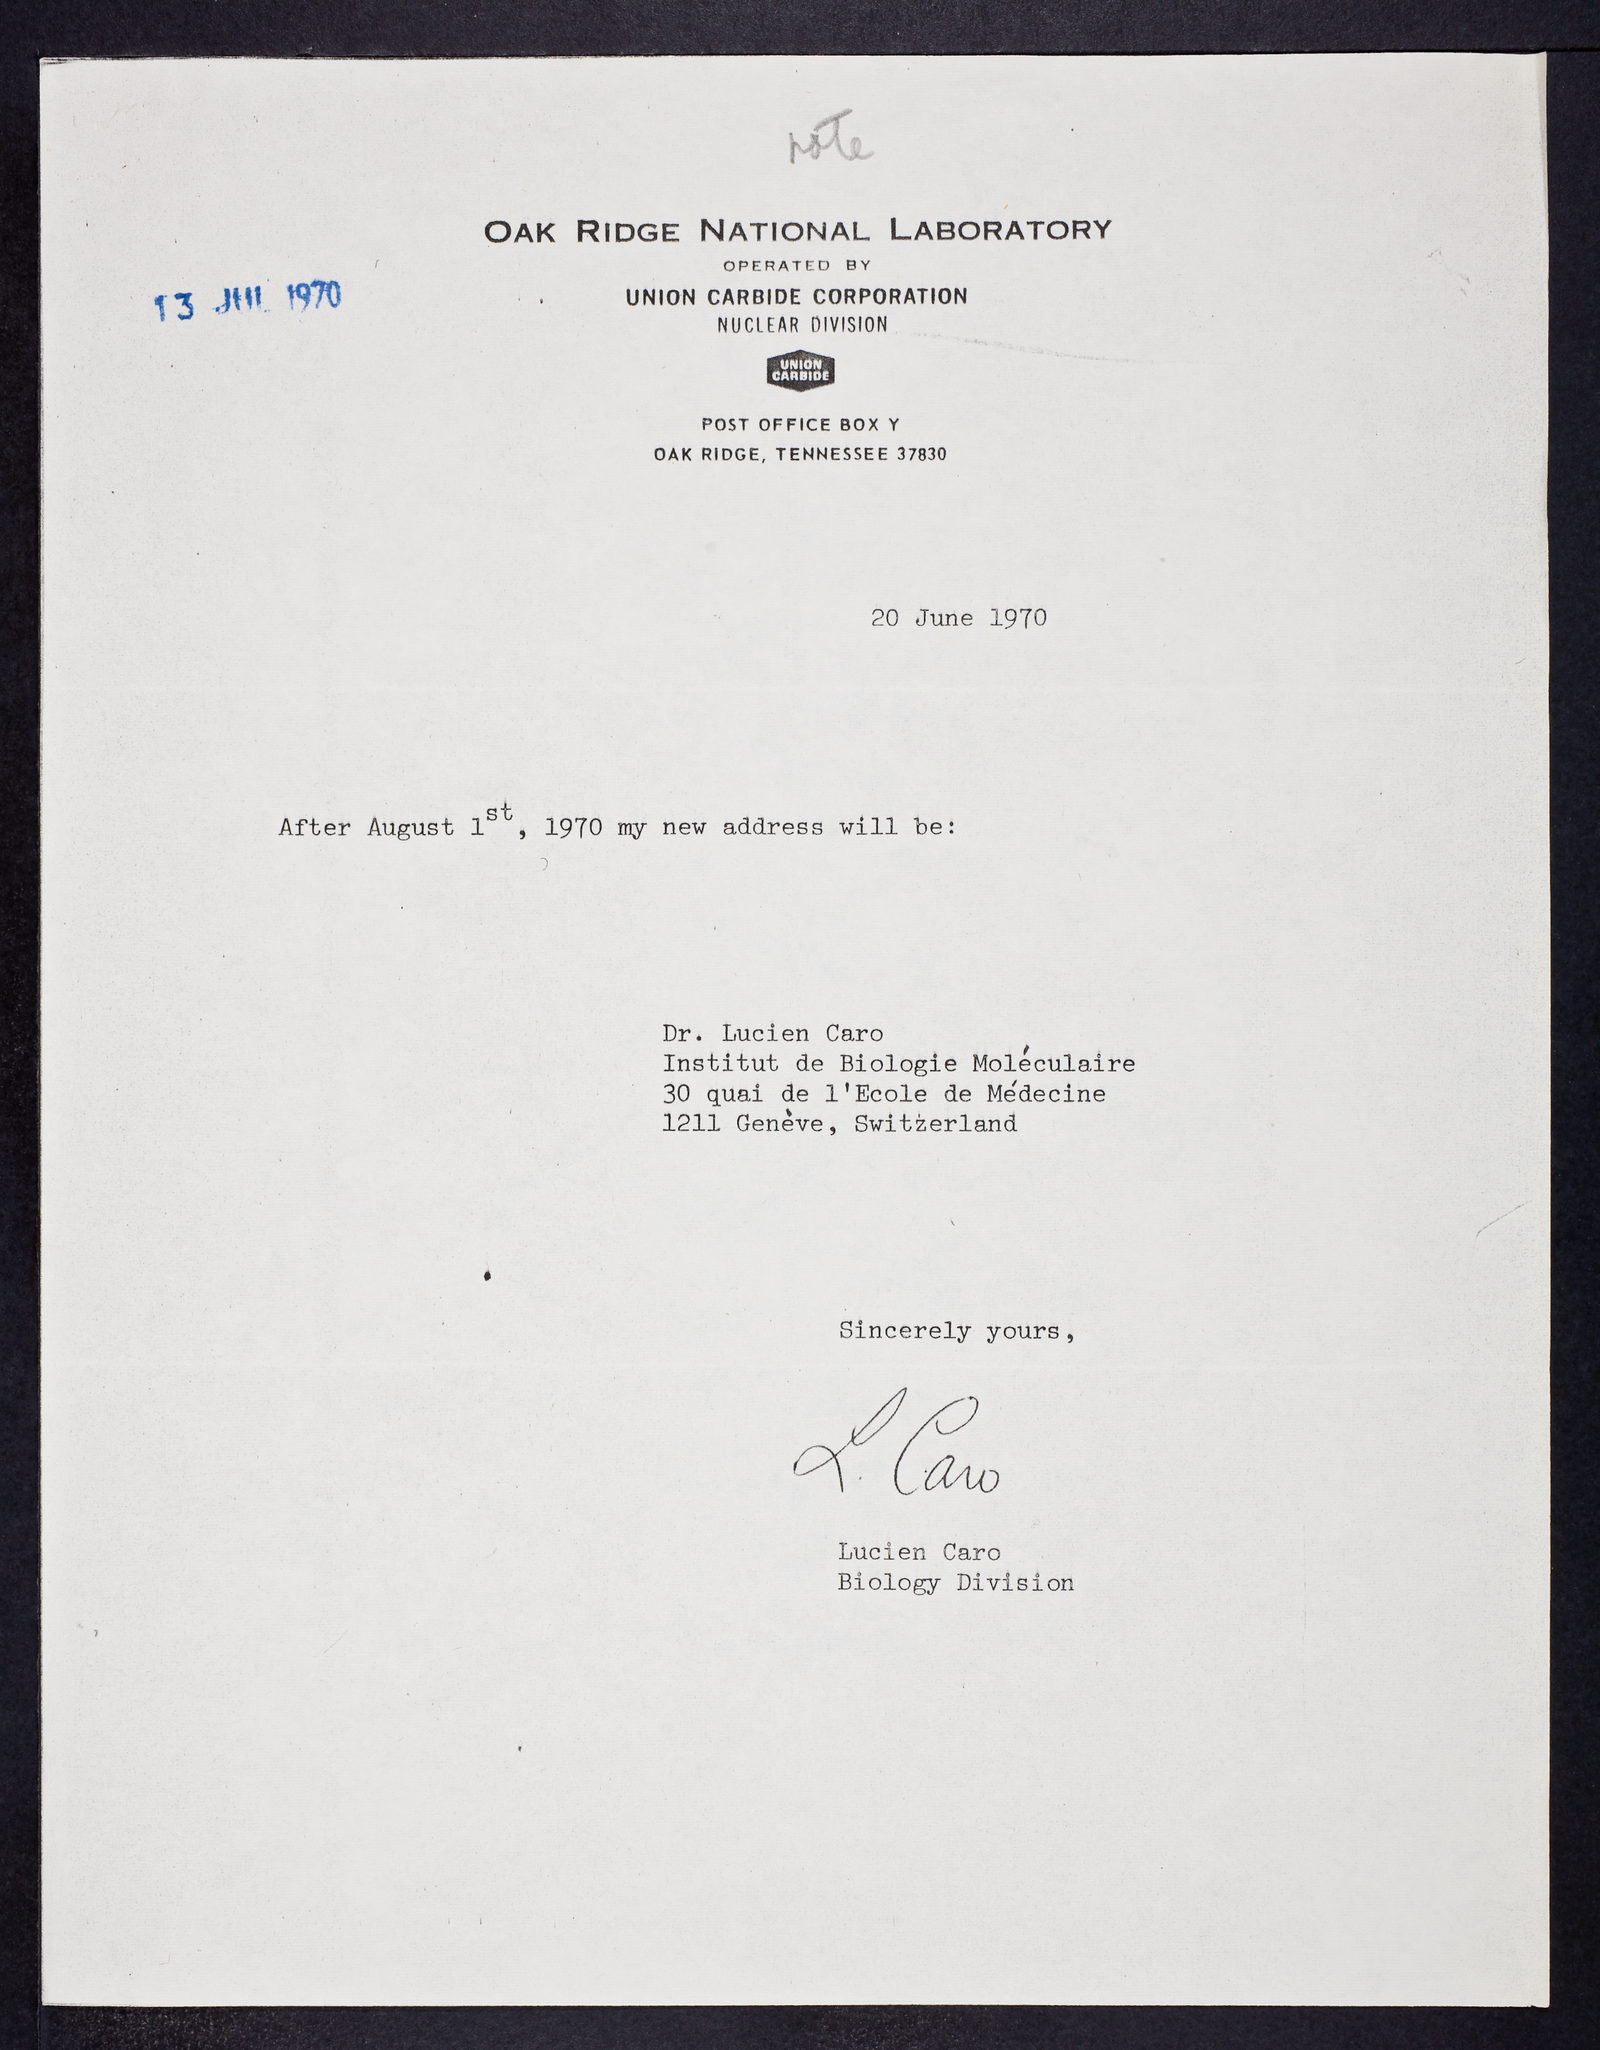 note
OAK RIDGE NATIONAL LABORATORY
OPERATED BY
UNION CARBIDE CORPORATION
13 JUL 1970
NUCLEAR DIVISION
UNION
CARBIDE
POST OFFICE BOX Y
OAK RIDGE, TENNESSEE 37830
20 June 1970
After August 1st, 1970 my new address will be:
Dr. Lucien Caro
Institut de Biologie Moléculaire
30 quai de l'Ecole de Médecine
1211 Genève, Switzerland
Sincerely yours,
L. Caro
Lucien Caro
Biology Division